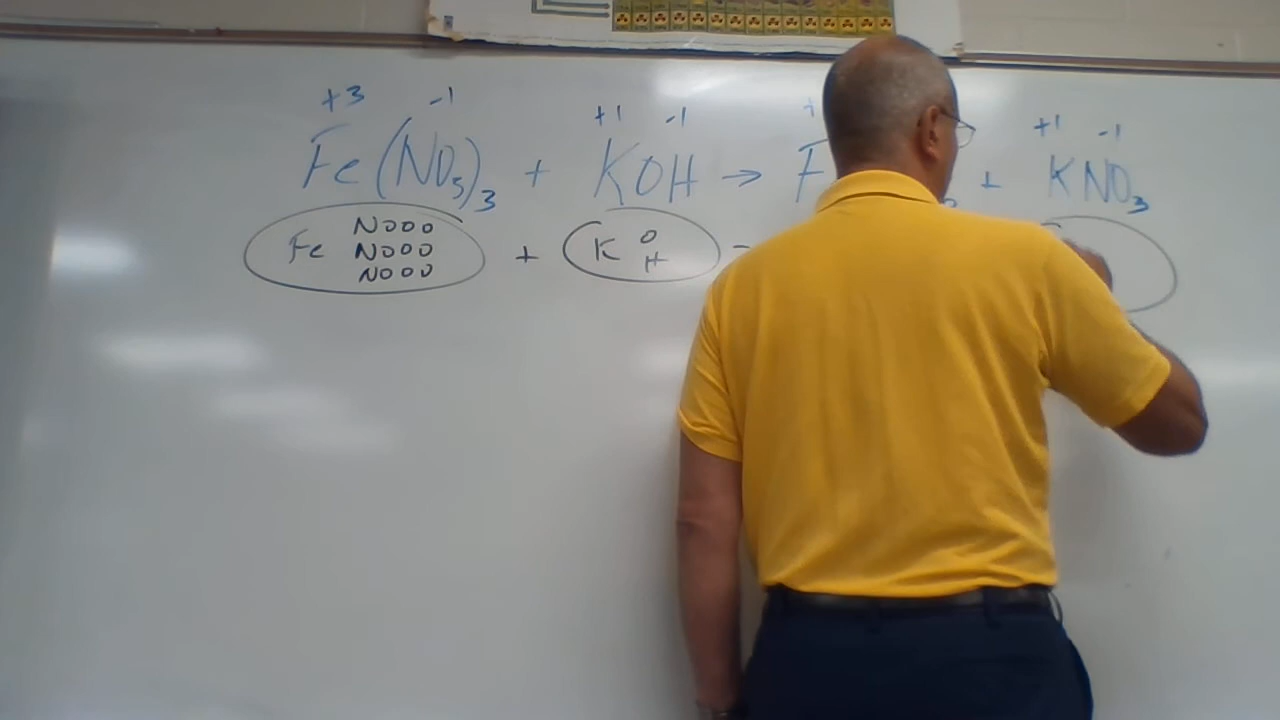 +3 -1 +1 -1 + +1 -1
Fe(NO3)3 + KOH → F + KNO3
Fe NOOO + K O
NOOO H
NOOO